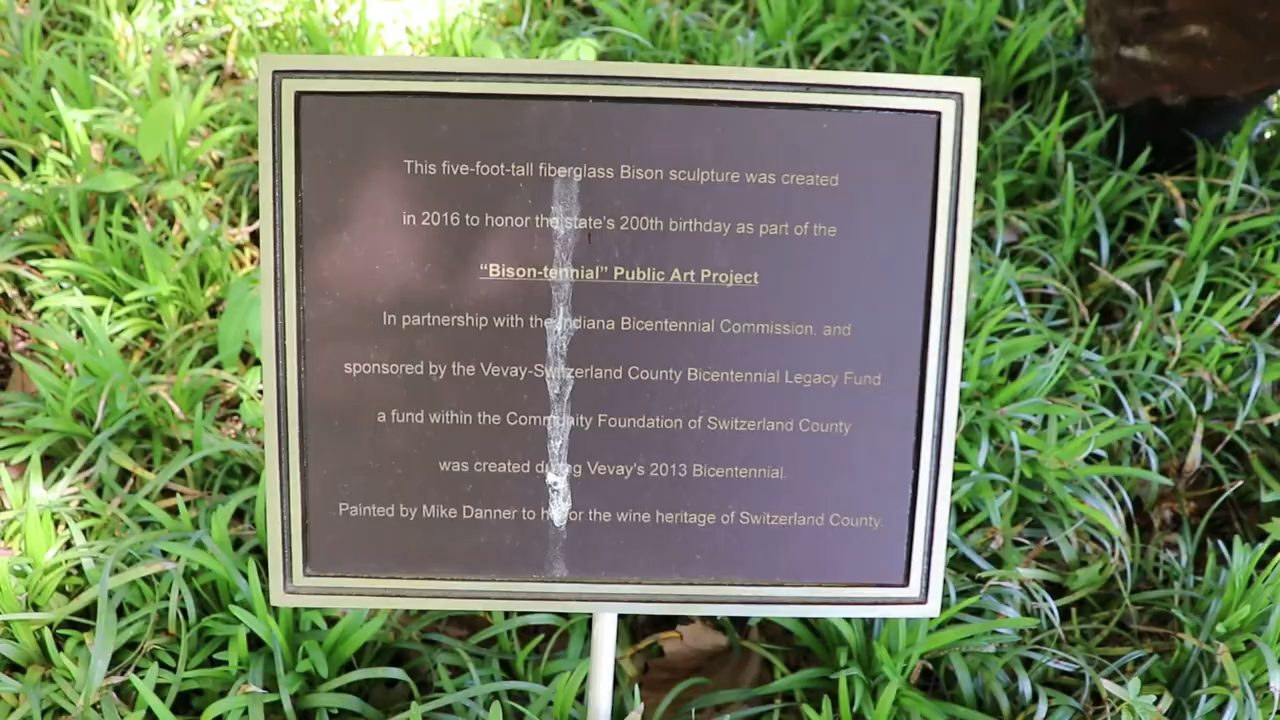 This five-foot-tall fiberglass Bison sculpture was created
in 2016 to honor the state's 200th birthday as part of the
“Bison-tennial” Public Art Project
In partnership with the Indiana Bicentennial Commission, and
sponsored by the Vevay-Switzerland County Bicentennial Legacy Fund
a fund within the Community Foundation of Switzerland County
was created during Vevay's 2013 Bicentennial.
Painted by Mike Danner to honor the wine heritage of Switzerland County.